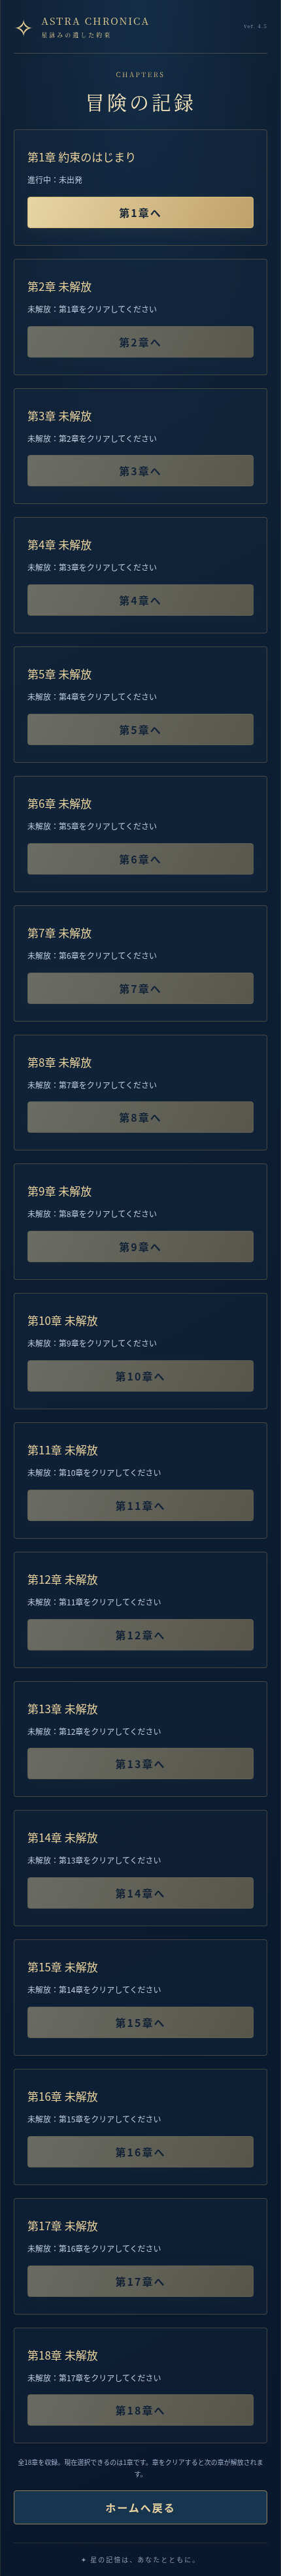 ASTRA CHRONICA
星詠みの遺した約束
Ver. 4.5
CHAPTERS
冒険の記録
第1章 約束のはじまり
進行中：未出発
第1章へ
第2章 未解放
未解放：第1章をクリアしてください
第2章へ
第3章 未解放
未解放：第2章をクリアしてください
第3章へ
第4章 未解放
未解放：第3章をクリアしてください
第4章へ
第5章 未解放
未解放：第4章をクリアしてください
第5章へ
第6章 未解放
未解放：第5章をクリアしてください
第6章へ
第7章 未解放
未解放：第6章をクリアしてください
第7章へ
第8章 未解放
未解放：第7章をクリアしてください
第8章へ
第9章 未解放
未解放：第8章をクリアしてください
第9章へ
第10章 未解放
未解放：第9章をクリアしてください
第10章へ
第11章 未解放
未解放：第10章をクリアしてください
第11章へ
第12章 未解放
未解放：第11章をクリアしてください
第12章へ
第13章 未解放
未解放：第12章をクリアしてください
第13章へ
第14章 未解放
未解放：第13章をクリアしてください
第14章へ
第15章 未解放
未解放：第14章をクリアしてください
第15章へ
第16章 未解放
未解放：第15章をクリアしてください
第16章へ
第17章 未解放
未解放：第16章をクリアしてください
第17章へ
第18章 未解放
未解放：第17章をクリアしてください
第18章へ
全18章を収録。現在選択できるのは1章です。章をクリアすると次の章が解放されま
す。
ホームへ戻る
✦ 星の記憶は、あなたとともに。